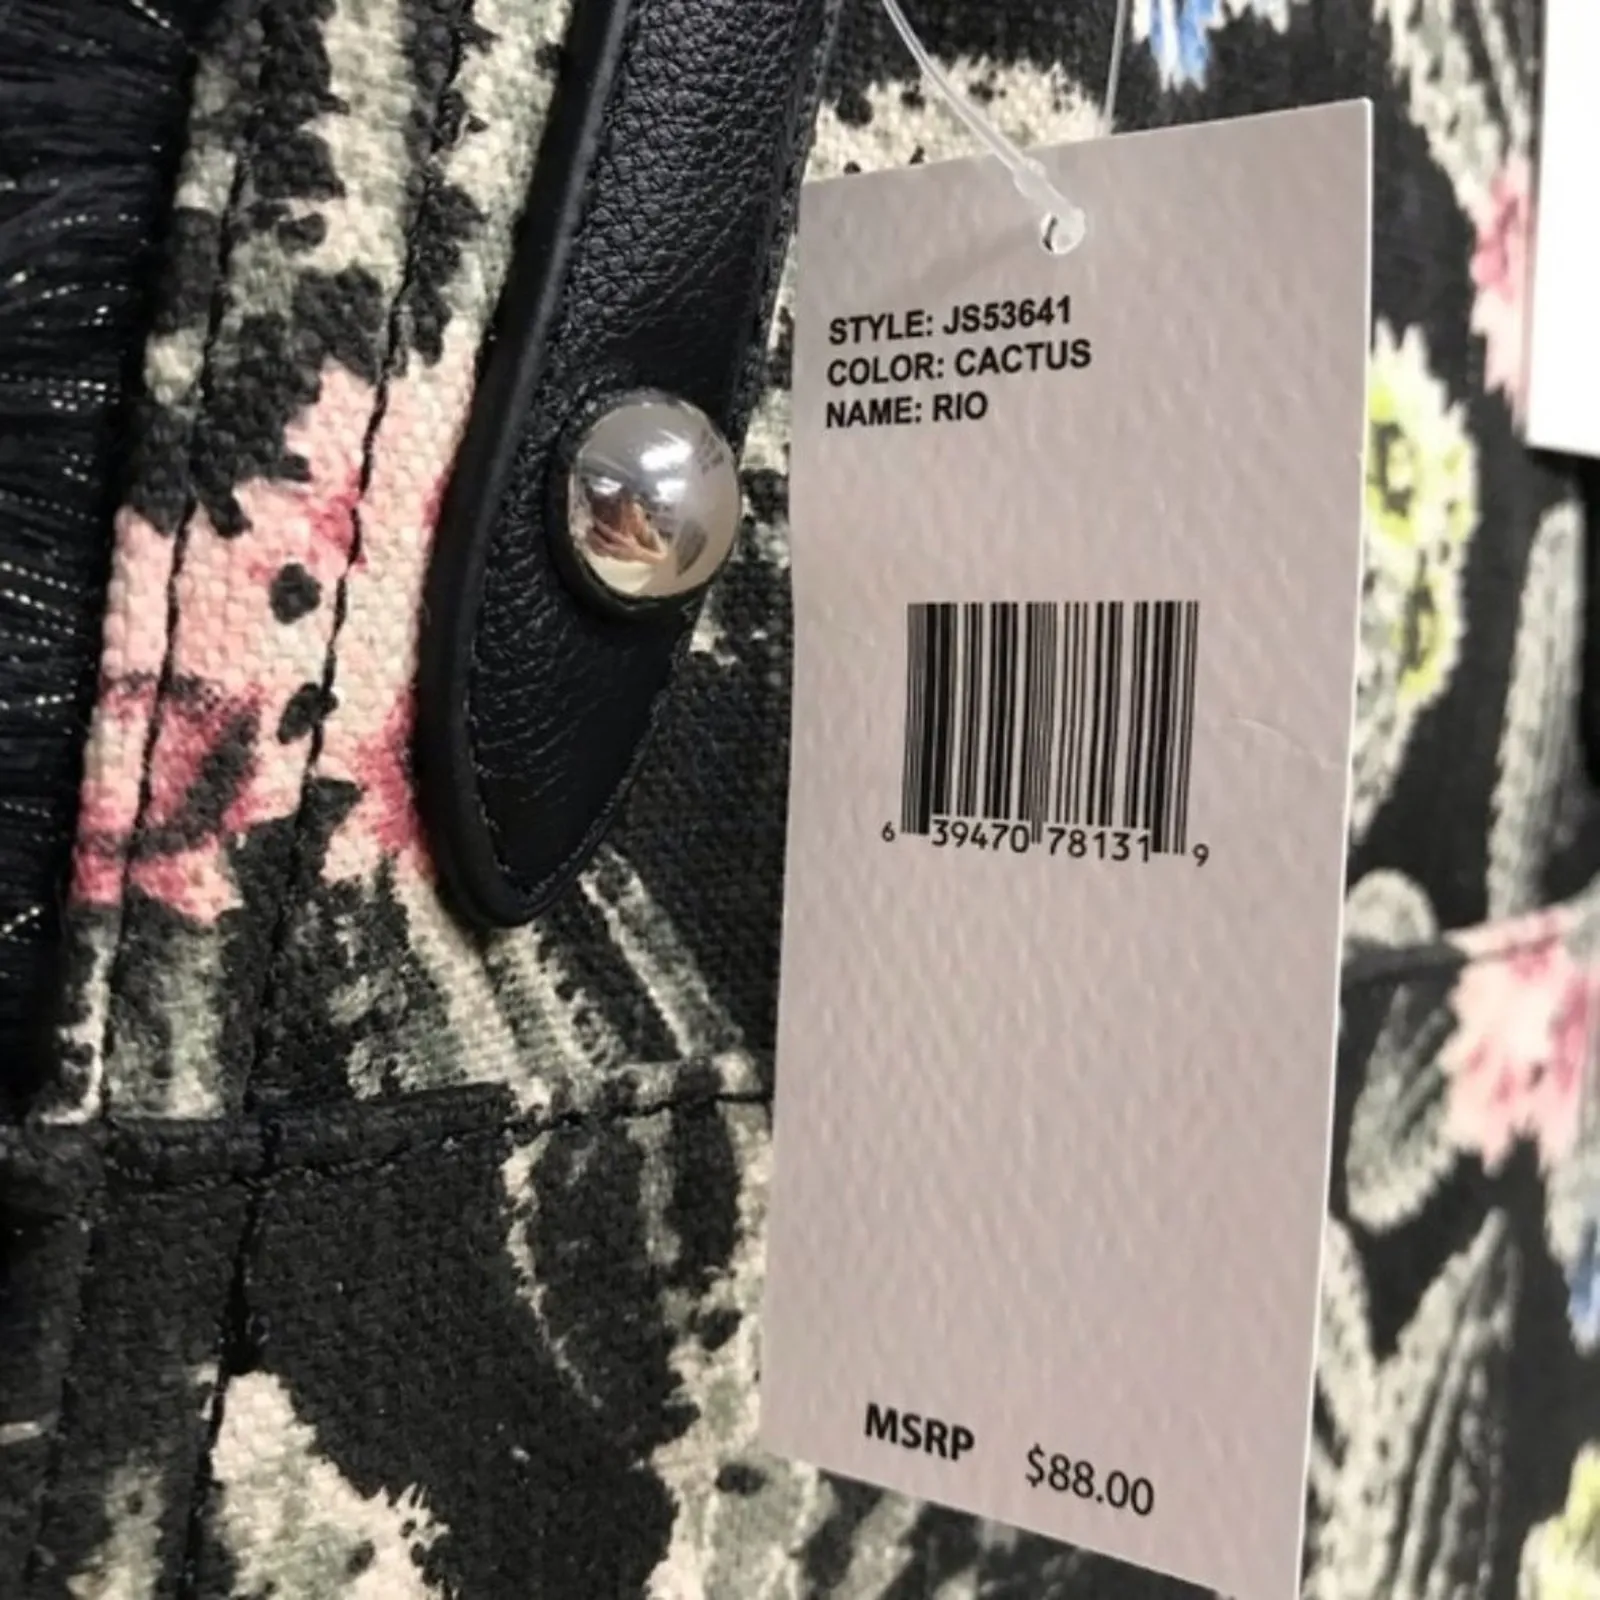 STYLE: JS53641
COLOR: CACTUS
NAME: RIO
6 39470 78131 9
MSRP $88.00